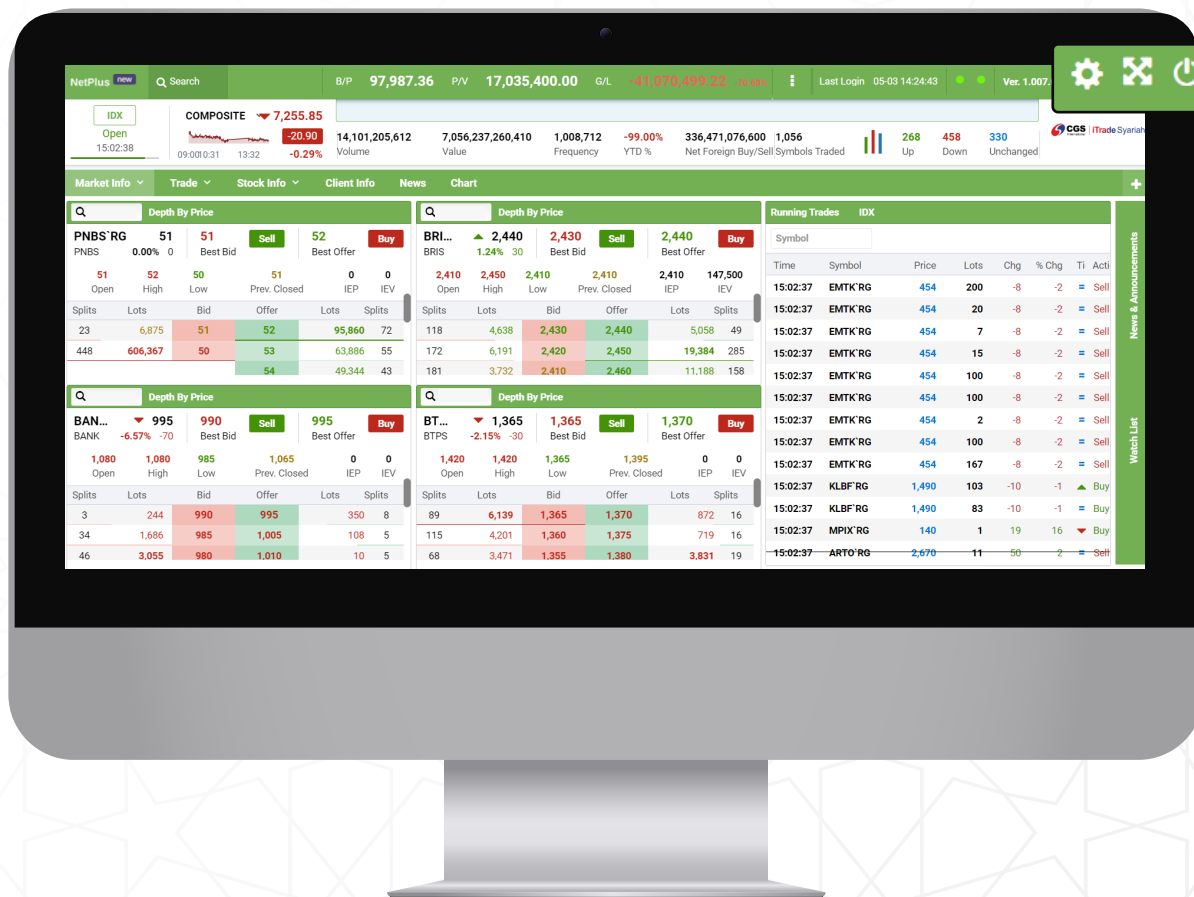 NetPlus new Search B/P 97,987.36 P/V 17,035,400.00 G/L -41,070,499.22 Last Login 05-03 14:24:43 Ver. 1.007.
IDX
Open
15:02:38
COMPOSITE 7,255.85
-20.90
09:00 10:31 13:32 -0.29%
14,101,205,612 7,056,237,260,410 1,008,712 -99.00% 336,471,076,600 1,056 268 458 330
Volume Value Frequency YTD % Net Foreign Buy/Sell Symbols Traded Up Down Unchanged
CGS International iTrade Syariah
Market Info Trade Stock Info Client Info News Chart +
Depth By Price
PNBS`RG 51 51 Sell 52 Buy
PNBS 0.00% 0 Best Bid Best Offer
51 52 50 51 0 0
Open High Low Prev. Closed IEP IEV
Splits Lots Bid Offer Lots Splits
23 6,875 51 52 95,860 72
448 606,367 50 53 63,886 55
54 49,344 43
Depth By Price
BRI... 2,440 2,430 Sell 2,440 Buy
BRIS 1.24% 30 Best Bid Best Offer
2,410 2,450 2,410 2,410 2,410 147,500
Open High Low Prev. Closed IEP IEV
Splits Lots Bid Offer Lots Splits
118 4,638 2,430 2,440 5,058 49
172 6,191 2,420 2,450 19,384 285
181 3,732 2,410 2,460 11,188 158
Depth By Price
BAN... 995 990 Sell 995 Buy
BANK -6.57% -70 Best Bid Best Offer
1,080 1,080 985 1,065 0 0
Open High Low Prev. Closed IEP IEV
Splits Lots Bid Offer Lots Splits
3 244 990 995 350 8
34 1,686 985 1,005 108 5
46 3,055 980 1,010 10 5
Depth By Price
BT... 1,365 1,365 Sell 1,370 Buy
BTPS -2.15% -30 Best Bid Best Offer
1,420 1,420 1,365 1,395 0 0
Open High Low Prev. Closed IEP IEV
Splits Lots Bid Offer Lots Splits
89 6,139 1,365 1,370 872 16
115 4,201 1,360 1,375 719 16
68 3,471 1,355 1,380 3,831 19
Running Trades IDX
Symbol
Time Symbol Price Lots Chg % Chg Ti Acti
15:02:37 EMTK`RG 454 200 -8 -2 = Sell
15:02:37 EMTK`RG 454 20 -8 -2 = Sell
15:02:37 EMTK`RG 454 7 -8 -2 = Sell
15:02:37 EMTK`RG 454 15 -8 -2 = Sell
15:02:37 EMTK`RG 454 100 -8 -2 = Sell
15:02:37 EMTK`RG 454 100 -8 -2 = Sell
15:02:37 EMTK`RG 454 2 -8 -2 = Sell
15:02:37 EMTK`RG 454 100 -8 -2 = Sell
15:02:37 EMTK`RG 454 167 -8 -2 = Sell
15:02:37 KLBF`RG 1,490 103 -10 -1 Buy
15:02:37 KLBF`RG 1,490 83 -10 -1 = Buy
15:02:37 MPIX`RG 140 1 19 16 Buy
15:02:37 ARTO`RG 2,670 11 50 2 = Sell
News & Announcements
Watch List